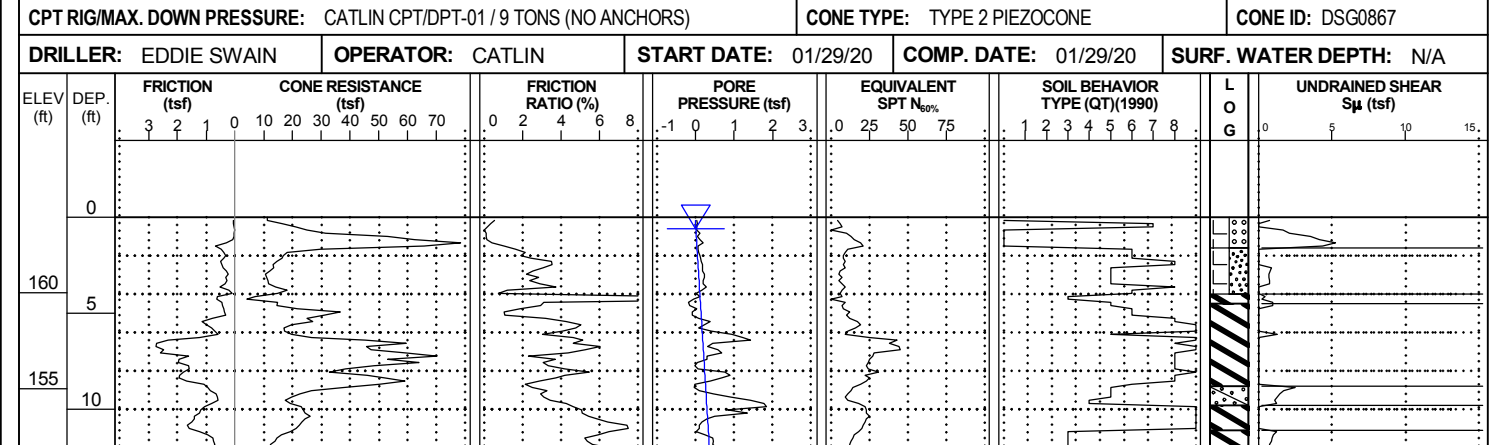 CPT RIG/MAX. DOWN PRESSURE: CATLIN CPT/DPT-01 / 9 TONS (NO ANCHORS) CONE TYPE: TYPE 2 PIEZOCONE CONE ID: DSG0867
DRILLER: EDDIE SWAIN OPERATOR: CATLIN START DATE: 01/29/20 COMP. DATE: 01/29/20 SURF. WATER DEPTH: N/A
ELEV (ft)
DEP. (ft)
FRICTION (tsf)
3 2 1 0
CONE RESISTANCE (tsf)
10 20 30 40 50 60 70
FRICTION RATIO (%)
0 2 4 6 8
PORE PRESSURE (tsf)
-1 0 1 2 3
EQUIVALENT SPT N60%
0 25 50 75
SOIL BEHAVIOR TYPE (QT)(1990)
1 2 3 4 5 6 7 8
LOG
UNDRAINED SHEAR Sµ (tsf)
0 5 10 15
0
160
5
155
10